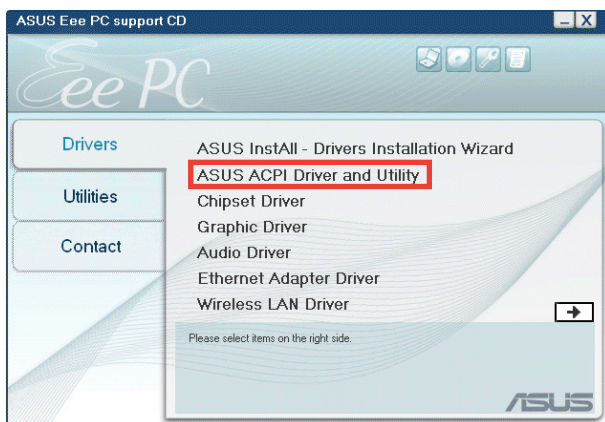 ASUS Eee PC support CD
Eee PC
Drivers
Utilities
Contact
ASUS InstAll - Drivers Installation Wizard
ASUS ACPI Driver and Utility
Chipset Driver
Graphic Driver
Audio Driver
Ethernet Adapter Driver
Wireless LAN Driver
Please select items on the right side.
ASUS